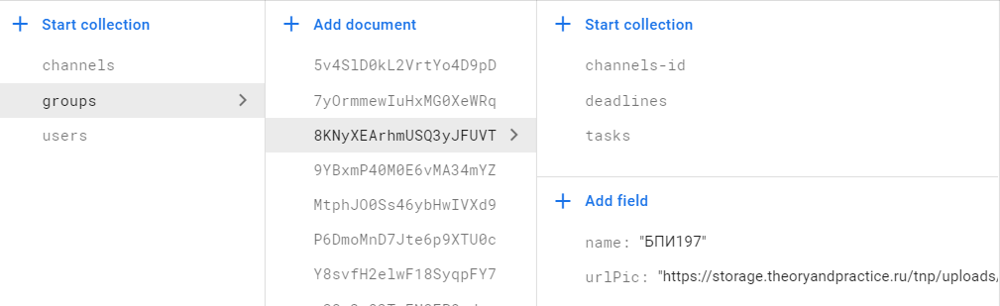 Start collection
channels
groups
users
Add document
5v4SlD0kL2VrtYo4D9pD
7yOrmmewIuHxMG0XeWRq
8KNyXEArhmUSQ3yJFUVT
9YBxmP40M0E6vMA34mYZ
MtphJO0Ss46ybHwIVXd9
P6DmoMnD7Jte6p9XTU0c
Y8svfH2elwF18SyqpFY7
Start collection
channels-id
deadlines
tasks
Add field
name: "БПИ197"
urlPic: "https://storage.theoryandpractice.ru/tnp/uploads/